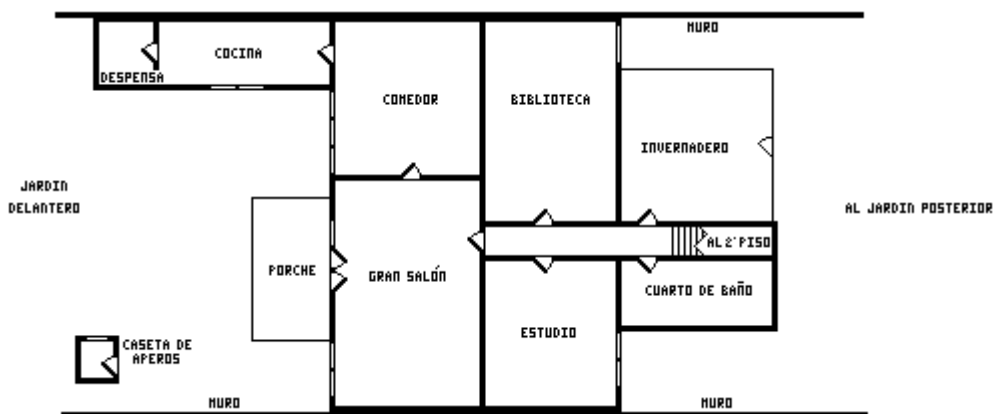 MURO
COCINA
DESPENSA
COMEDOR
BIBLIOTECA
INVERNADERO
JARDIN
DELANTERO
AL JARDIN POSTERIOR
AL 2° PISO
PORCHE
GRAN SALÓN
CUARTO DE BAÑO
ESTUDIO
CASETA DE
APEROS
MURO
MURO